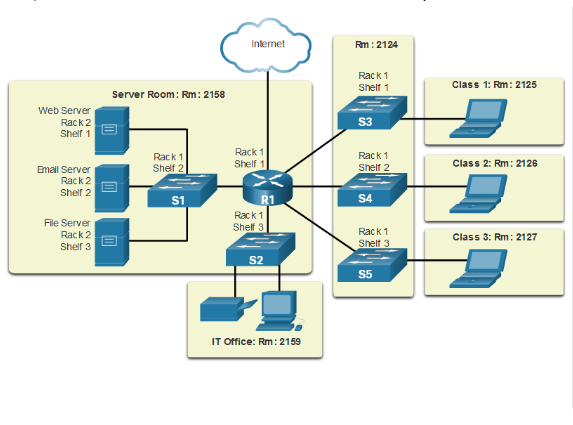 Internet
Rm: 2124
Rack 1
Shelf 1
S3
Class 1: Rm: 2125
Server Room: Rm: 2158
Web Server
Rack 2
Shelf 1
Rack 1
Shelf 2
S1
Rack 1
Shelf 1
R1
Email Server
Rack 2
Shelf 2
File Server
Rack 2
Shelf 3
Rack 1
Shelf 3
S2
Rack 1
Shelf 2
S4
Class 2: Rm: 2126
Rack 1
Shelf 3
S5
Class 3: Rm: 2127
IT Office: Rm: 2159